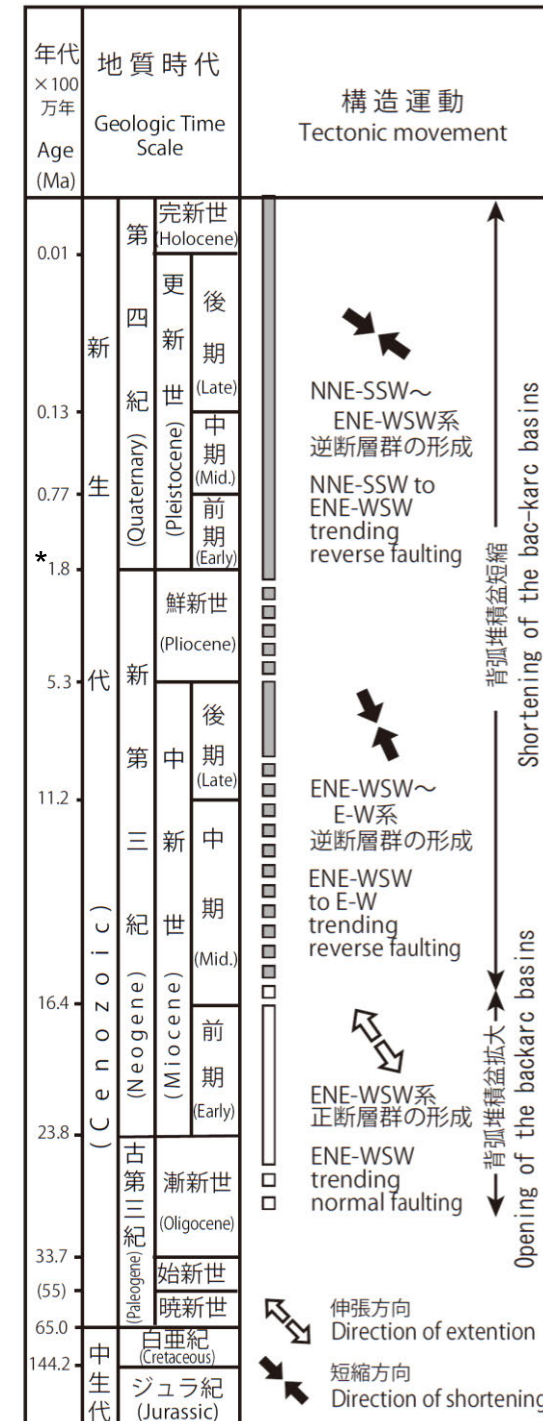 年代
×100
万年
Age
(Ma)
地質時代
Geologic Time
Scale
構造運動
Tectonic movement
0.01
0.13
0.77
*1.8
5.3
11.2
16.4
23.8
33.7
(55)
65.0
144.2
新生代
(Cenozoic)
中生代
第四紀
(Quaternary)
新第三紀
(Neogene)
古第三紀
(Paleogene)
完新世
(Holocene)
更新世
(Pleistocene)
後期
(Late)
中期
(Mid.)
前期
(Early)
鮮新世
(Pliocene)
中新世
(Miocene)
後期
(Late)
中期
(Mid.)
前期
(Early)
漸新世
(Oligocene)
始新世
暁新世
白亜紀
(Cretaceous)
ジュラ紀
(Jurassic)
NNE-SSW～
ENE-WSW系
逆断層群の形成
NNE-SSW to
ENE-WSW
trending
reverse faulting
ENE-WSW～
E-W系
逆断層群の形成
ENE-WSW
to E-W
trending
reverse faulting
ENE-WSW系
正断層群の形成
ENE-WSW
trending
normal faulting
背弧堆積盆短縮
Shortening of the bac-karc basins
背弧堆積盆拡大
Opening of the backarc basins
伸張方向
Direction of extention
短縮方向
Direction of shortening